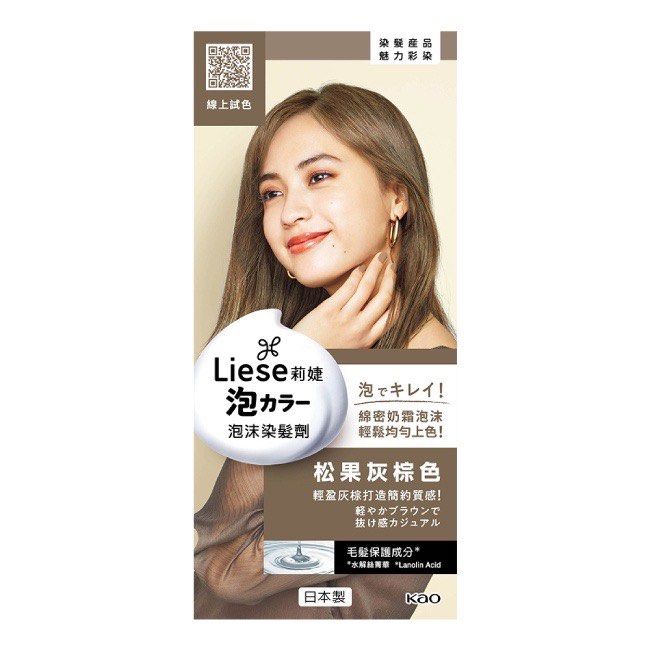 染髮産品
魅力彩染
線上試色
Liese莉婕
泡カラー
泡沫染髮劑
泡でキレイ!
綿密奶霜泡沫
輕鬆均勻上色!
松果灰棕色
輕盈灰棕打造簡約質感!
軽やかブラウンで
抜け感カジュアル
毛髮保護成分*
*水解絲菁華 *Lanolin Acid
日本製
Kao